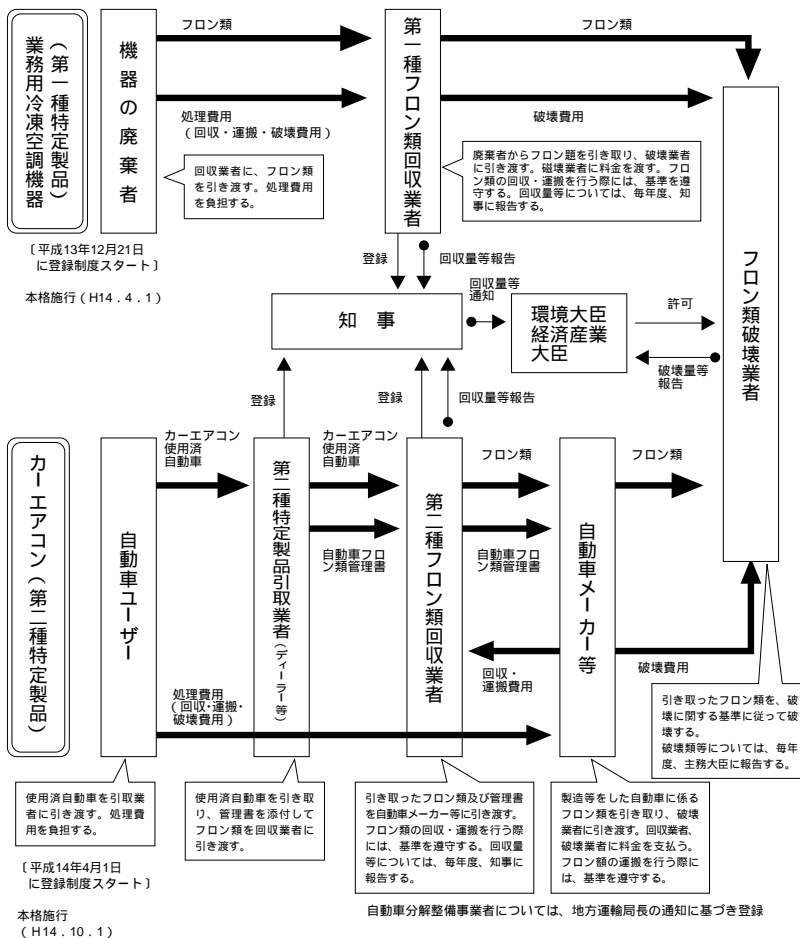 業務用冷凍空調機器
（第一種特定製品）
機器の廃棄者
フロン類
処理費用
（回収・運搬・破壊費用）
第一種フロン類回収業者
フロン類
破壊費用
フロン類破壊業者
回収業者に、フロン類
を引き渡す。処理費用
を負担する。
廃棄者からフロン題を引き取り、破壊業者
に引き渡す。磁壊業者に料金を渡す。フロ
ン類の回収・運搬を行う際には、基準を遵
守する。回収量等については、毎年度、知
事に報告する。
〔平成13年12月21日
に登録制度スタート〕
本格施行（H14．4．1）
登録
回収量等報告
知　事
回収量等
通知
環境大臣
経済産業
大臣
許可
破壊量等
報告
登録
登録
回収量等報告
カーエアコン（第二種特定製品）
自動車ユーザー
カーエアコン
使用済
自動車
第二種特定製品引取業者（ディーラー等）
カーエアコン
使用済
自動車
自動車フロ
ン類管理書
第二種フロン類回収業者
フロン類
自動車フロ
ン類管理書
自動車メーカー等
フロン類
回収・
運搬費用
破壊費用
処理費用
（回収・運搬・
破壊費用）
引き取ったフロン類を、破
壊に関する基準に従って破
壊する。
破壊類等については、毎年
度、主務大臣に報告する。
使用済自動車を引取業
者に引き渡す。処理費
用を負担する。
使用済自動車を引き取
り、管理書を添付して
フロン類を回収業者に
引き渡す。
引き取ったフロン類及び管理書
を自動車メーカー等に引き渡す。
フロン類の回収・運搬を行う際
には、基準を遵守する。回収量
等については、毎年度、知事に
報告する。
製造等をした自動車に係る
フロン類を引き取り、破壊
業者に引き渡す。回収業者、
破壊業者に料金を支払う。
フロン額の運搬を行う際に
は、基準を遵守する。
〔平成14年4月1日
に登録制度スタート〕
本格施行
（H14．10．1）
自動車分解整備事業者については、地方運輸局長の通知に基づき登録